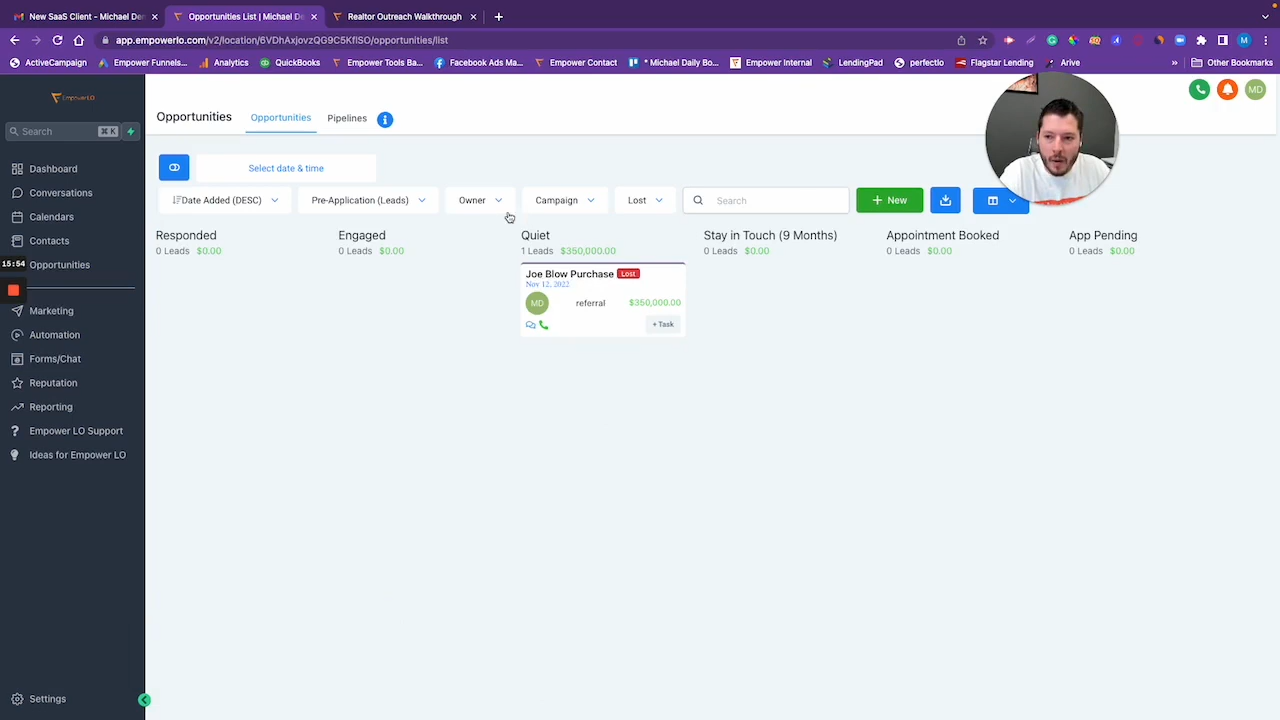 New SaaS Client - Michael De
Opportunities List | Michael De
Realtor Outreach Walkthrough
app.empowerlo.com/v2/location/6VDhAxjovzQG9C5KflSO/opportunities/list
ActiveCampaign
Empower Funnels...
Analytics
QuickBooks
Empower Tools Ba...
Facebook Ads Ma...
Empower Contact
* Michael Daily Bo...
Empower Internal
LendingPad
perfectio
Flagstar Lending
Arive
»
Other Bookmarks
Empower LO
Opportunities
Opportunities
Pipelines
MD
Search
⌘ K
Select date & time
Dashboard
Conversations
Calendars
Contacts
Opportunities
15:54
Marketing
Automation
Forms/Chat
Reputation
Reporting
Empower LO Support
Ideas for Empower LO
Settings
Date Added (DESC)
Pre-Application (Leads)
Owner
Campaign
Lost
Search
+ New
Responded
0 Leads $0.00
Engaged
0 Leads $0.00
Quiet
1 Leads $350,000.00
Stay in Touch (9 Months)
0 Leads $0.00
Appointment Booked
0 Leads $0.00
App Pending
0 Leads $0.00
Joe Blow Purchase Lost
Nov 12, 2022
MD referral $350,000.00
+ Task